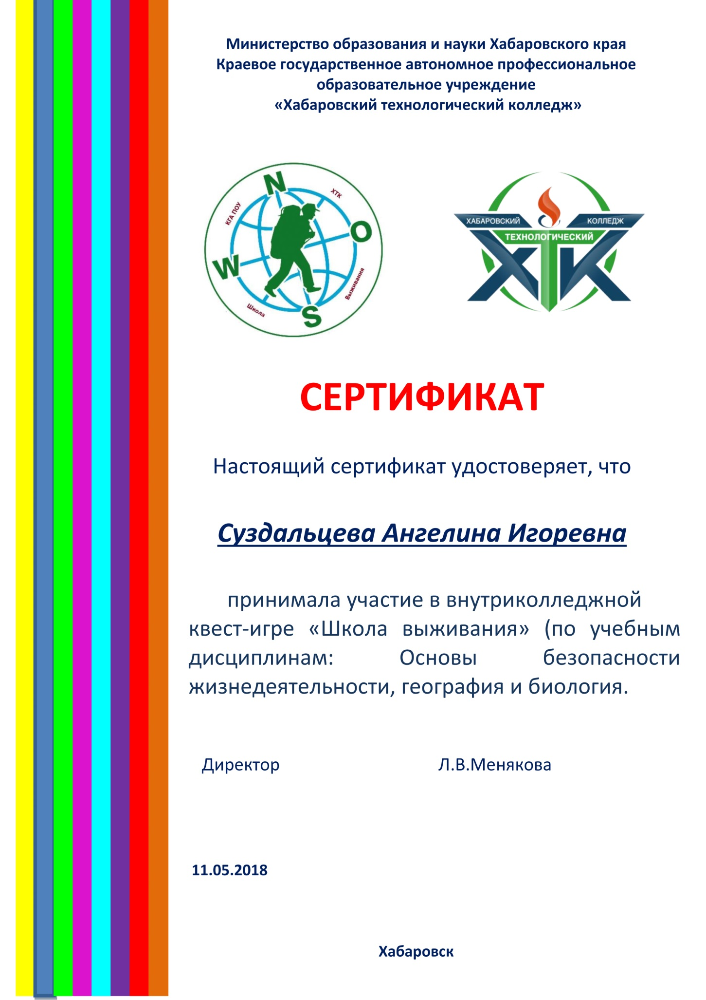 Министерство образования и науки Хабаровского края
Краевое государственное автономное профессиональное
образовательное учреждение
«Хабаровский технологический колледж»
N
КГА ПОУ
ХТК
O
W
Выживания
Школа
S
ХАБАРОВСКИЙ
КОЛЛЕДЖ
ТЕХНОЛОГИЧЕСКИЙ
ХТК
СЕРТИФИКАТ
Настоящий сертификат удостоверяет, что
Суздальцева Ангелина Игоревна
принимала участие в внутриколледжной
квест-игре «Школа выживания» (по учебным
дисциплинам: Основы безопасности
жизнедеятельности, география и биология.
Директор Л.В.Менякова
11.05.2018
Хабаровск